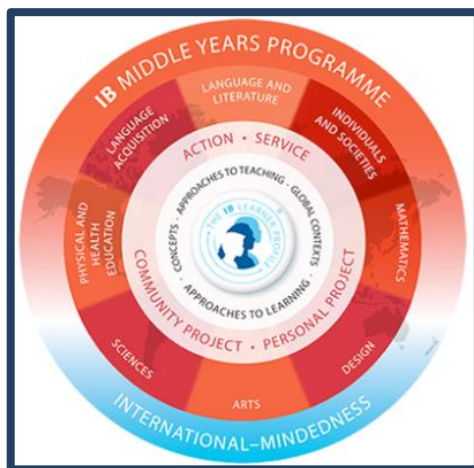 IB MIDDLE YEARS PROGRAMME
LANGUAGE AND
LITERATURE
LANGUAGE
ACQUISITION
INDIVIDUALS
AND SOCIETIES
PHYSICAL AND
HEALTH
EDUCATION
MATHEMATICS
SCIENCES
ARTS
DESIGN
ACTION • SERVICE
COMMUNITY PROJECT • PERSONAL PROJECT
CONCEPTS · APPROACHES TO TEACHING · GLOBAL CONTEXTS ·
APPROACHES TO LEARNING ·
THE IB LEARNER PROFILE
INTERNATIONAL–MINDEDNESS